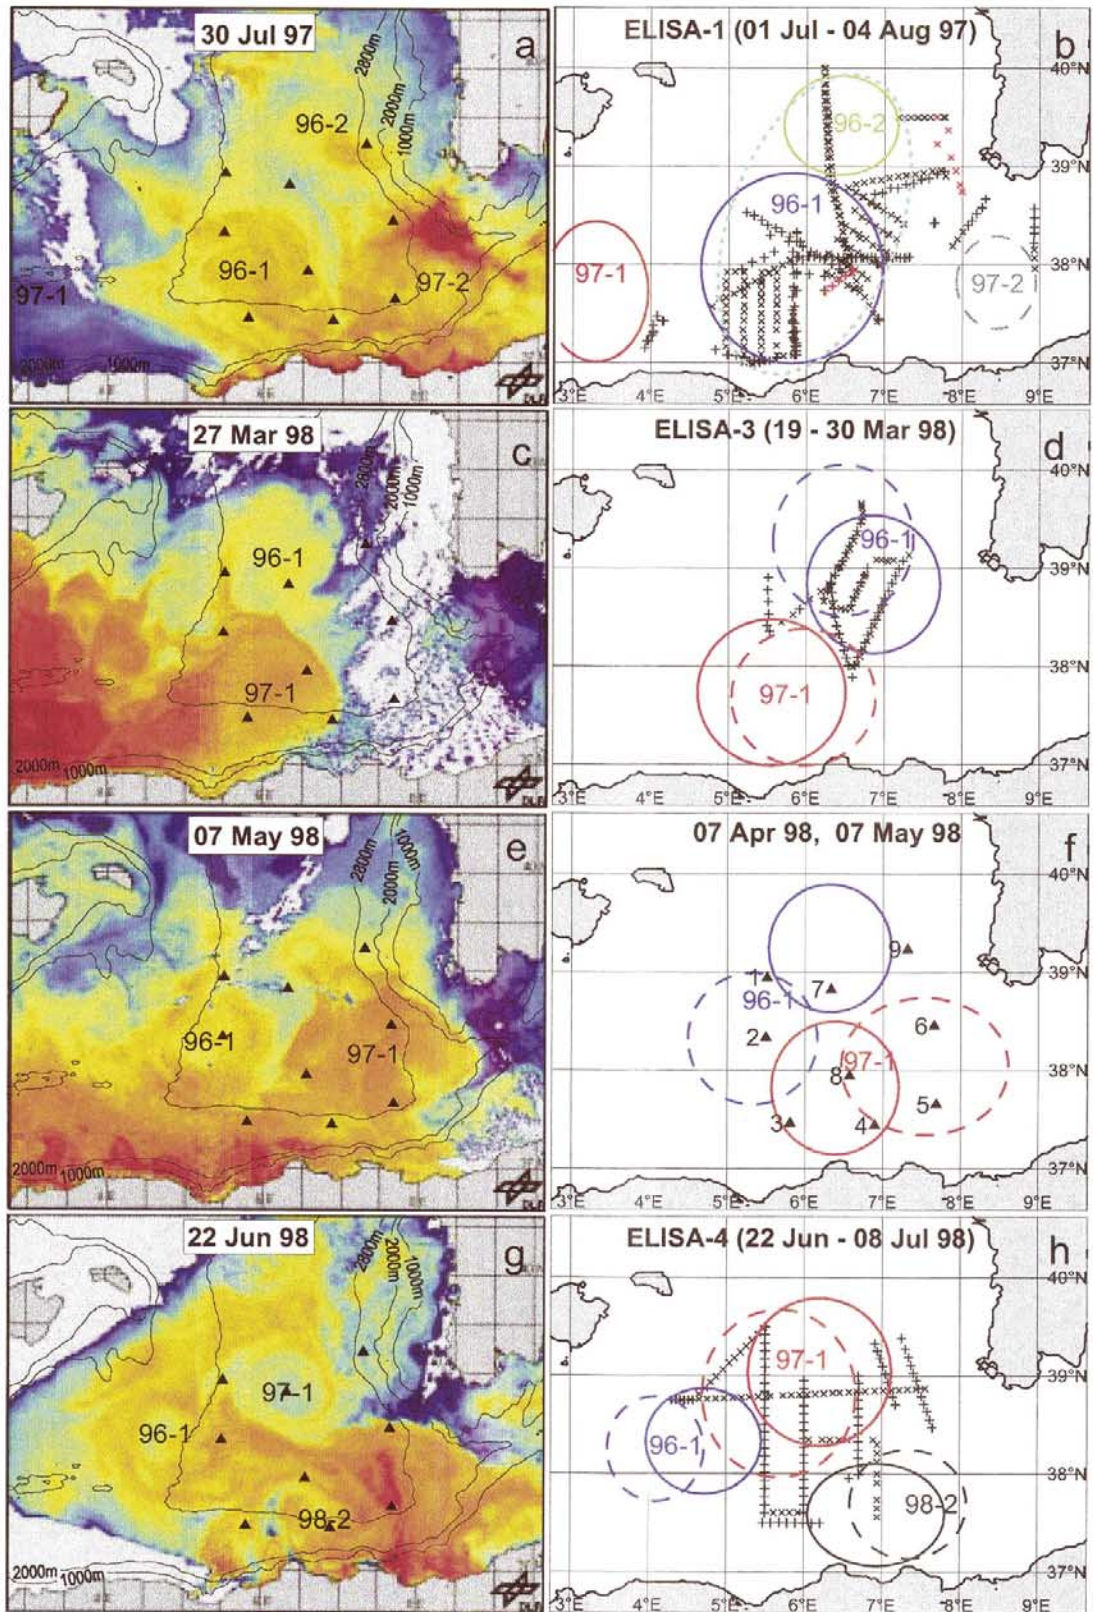 30 Jul 97
a
2800m
2000m
1000m
96-2
96-1
97-2
97-1
2000m
1000m
DLR
ELISA-1 (01 Jul - 04 Aug 97)
b
40°N
96-2
39°N
96-1
97-1
38°N
97-2
37°N
3°E 4°E 5°E 6°E 7°E 8°E 9°E
27 Mar 98
c
2800m
2000m
1000m
96-1
97-1
2000m
1000m
DLR
ELISA-3 (19 - 30 Mar 98)
d
40°N
96-1
39°N
38°N
97-1
37°N
3°E 4°E 5°E 6°E 7°E 8°E 9°E
07 May 98
e
2800m
2000m
1000m
96-1
97-1
2000m
1000m
DLR
07 Apr 98, 07 May 98
f
40°N
9
1
39°N
7
96-1
6
2
97-1
8
38°N
5
3
4
37°N
3°E 4°E 5°E 6°E 7°E 8°E 9°E
22 Jun 98
g
2800m
2000m
1000m
97-1
96-1
98-2
2000m
1000m
DLR
ELISA-4 (22 Jun - 08 Jul 98)
h
40°N
97-1
39°N
96-1
38°N
98-2
37°N
3°E 4°E 5°E 6°E 7°E 8°E 9°E